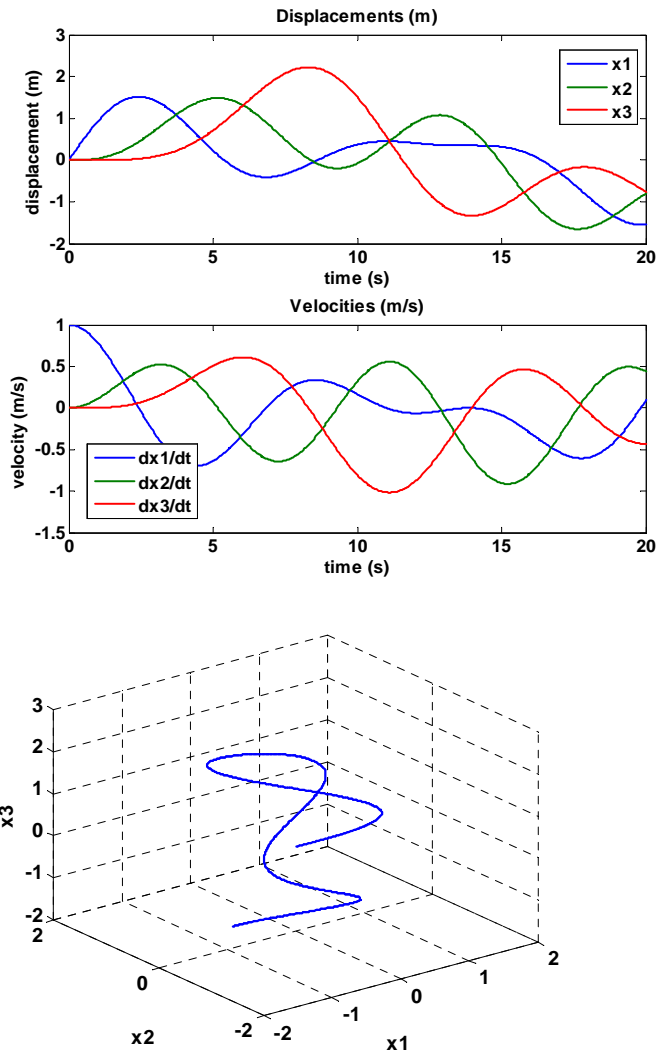 Displacements (m)
3
2
1
0
-1
-2
displacement (m)
x1
x2
x3
0 5 10 15 20
time (s)
Velocities (m/s)
1
0.5
0
-0.5
-1
-1.5
velocity (m/s)
dx1/dt
dx2/dt
dx3/dt
0 5 10 15 20
time (s)
3
2
1
0
-1
-2
x3
2
0
-2
x2
-2
-1
0
1
2
x1